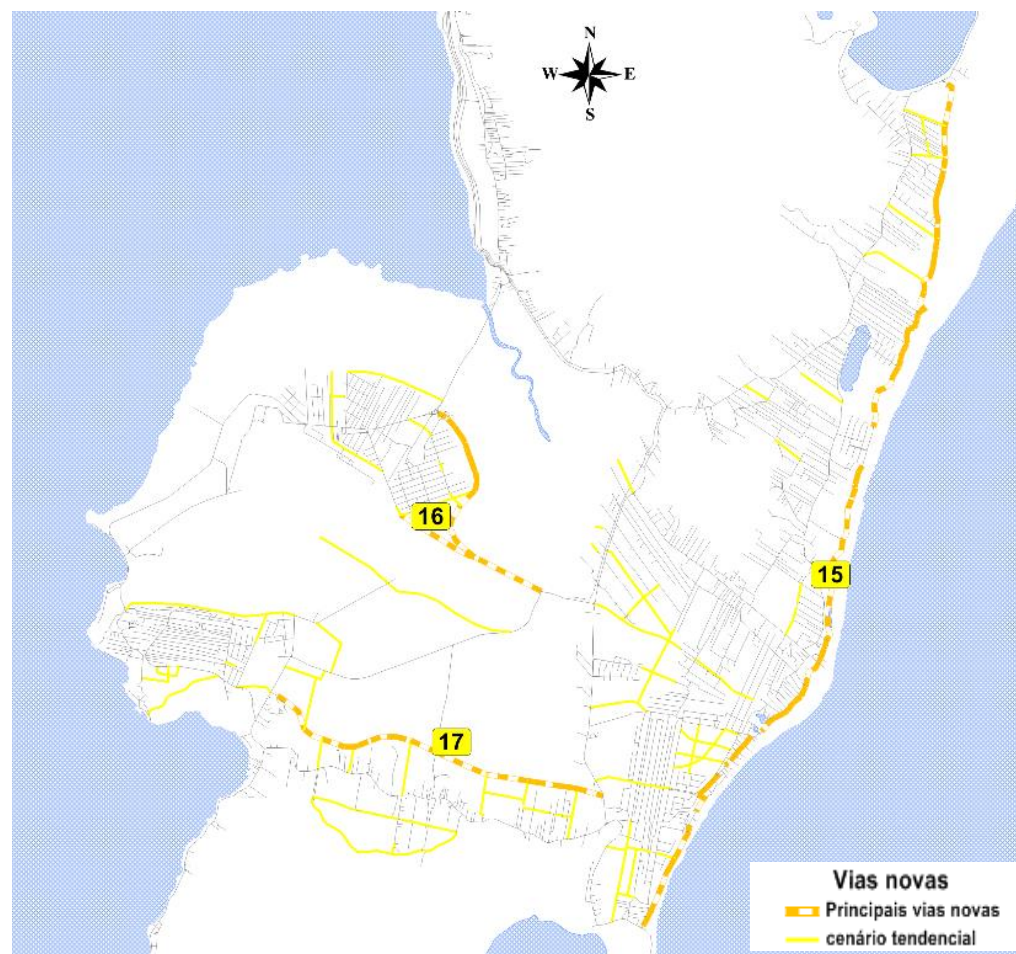 N
W E
S
16
15
17
Vias novas
Principais vias novas
cenário tendencial